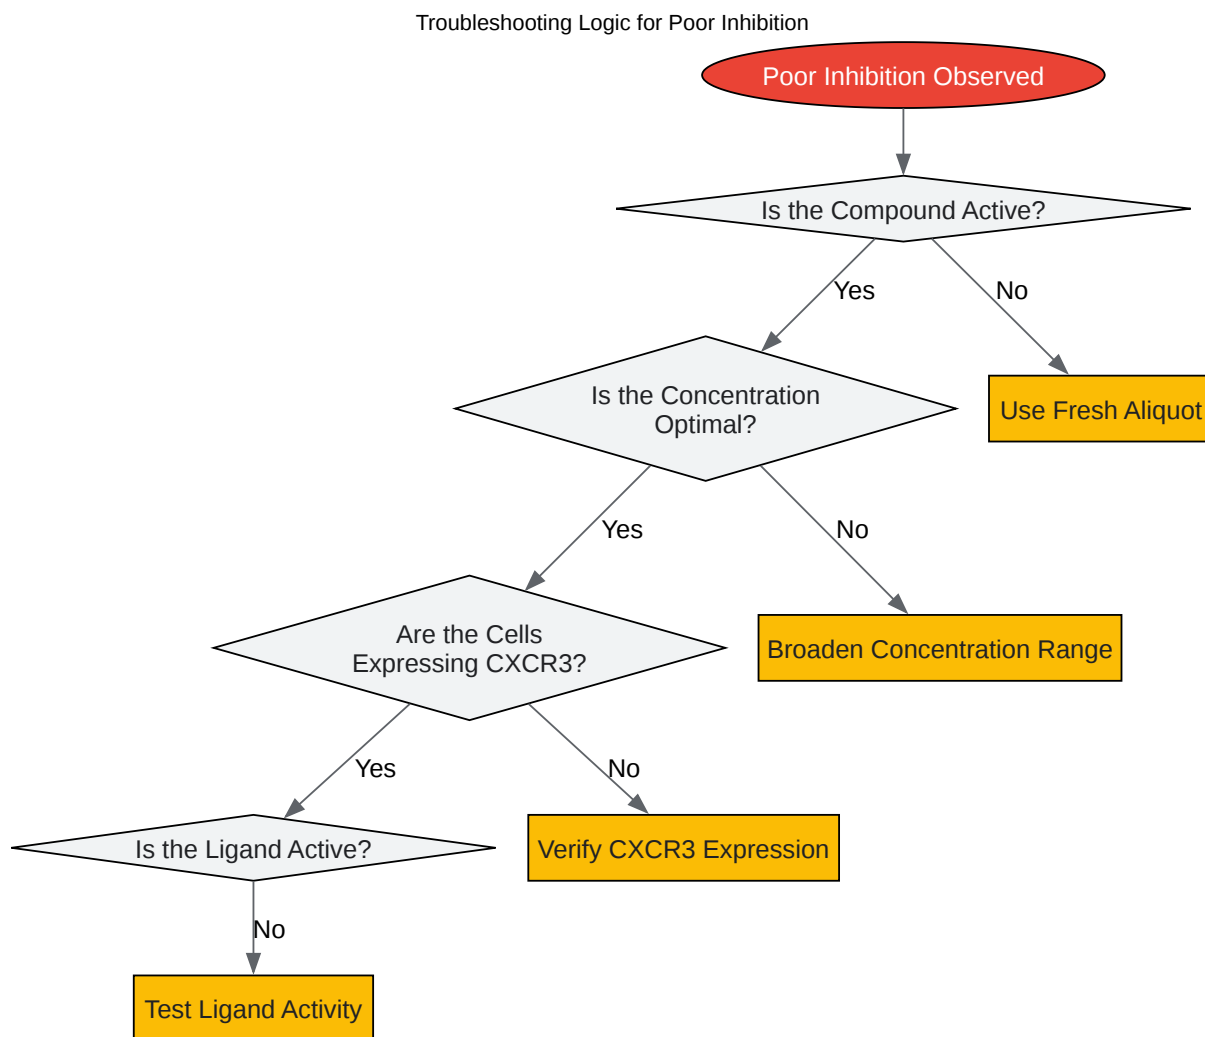 Troubleshooting Logic for Poor Inhibition
Poor Inhibition Observed
Is the Compound Active?
Yes
No
Is the Concentration
Optimal?
Use Fresh Aliquot
Yes
No
Are the Cells
Expressing CXCR3?
Broaden Concentration Range
Yes
No
Is the Ligand Active?
Verify CXCR3 Expression
No
Test Ligand Activity